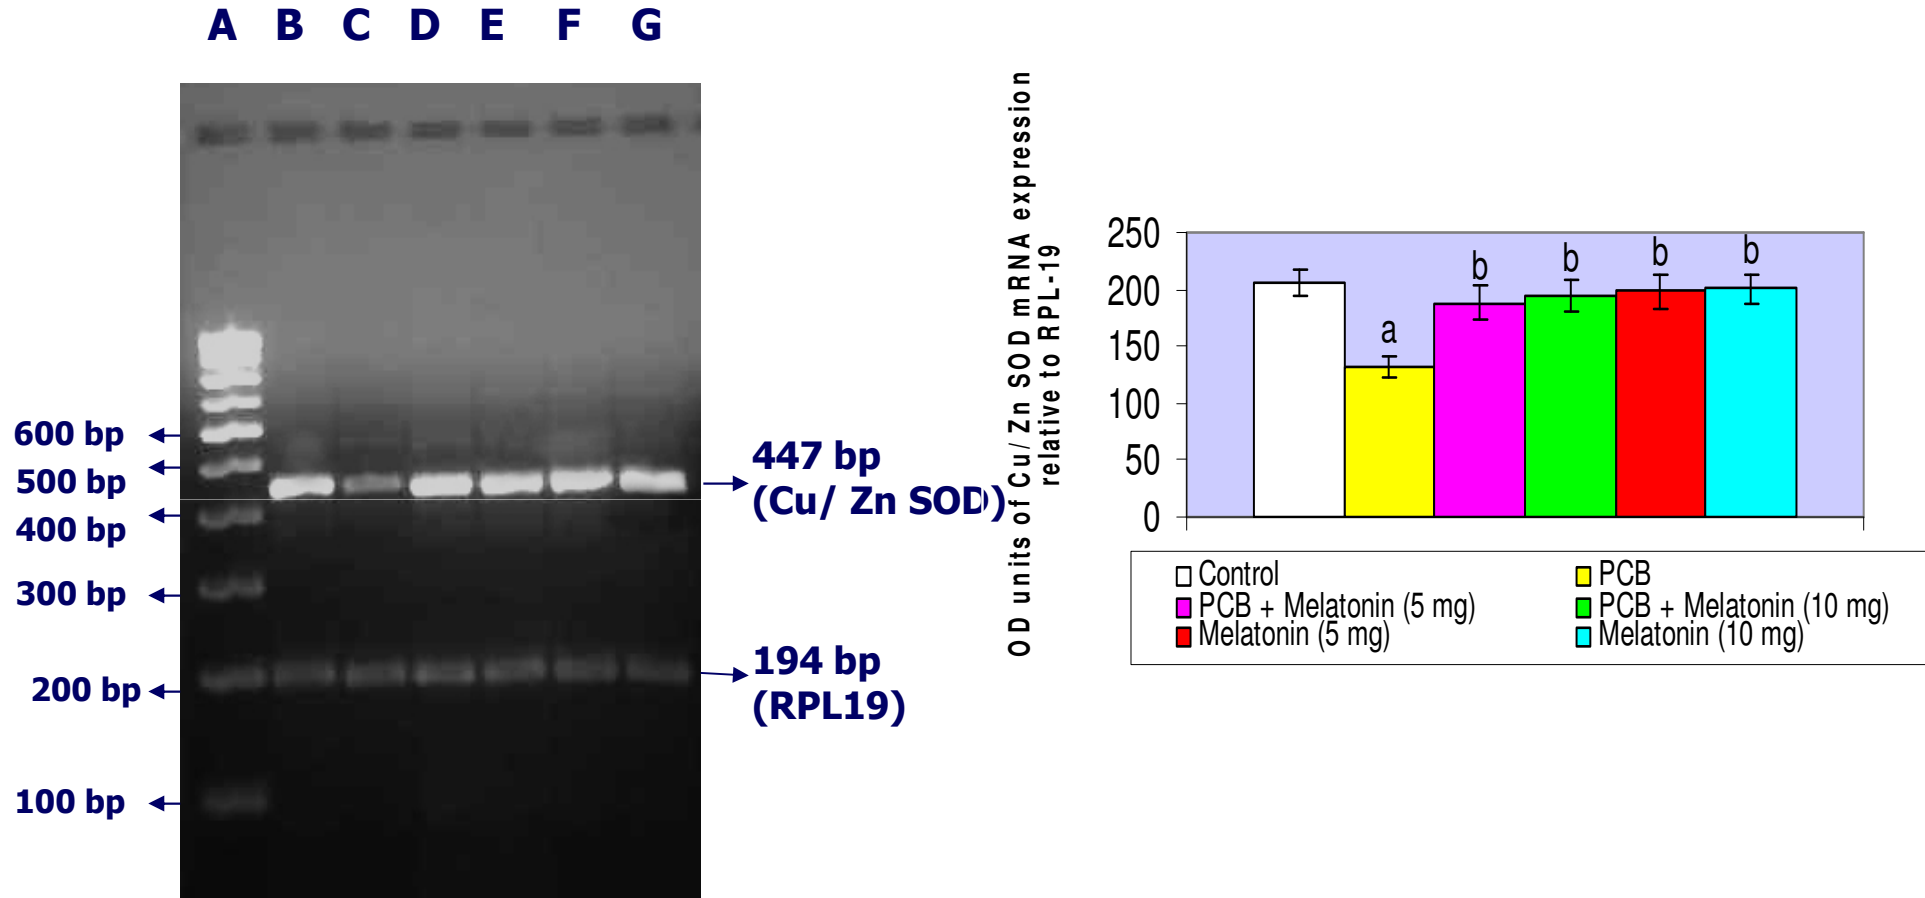 A B C D E F G
600 bp
500 bp
400 bp
300 bp
200 bp
100 bp
447 bp
(Cu/ Zn SOD)
194 bp
(RPL19)
OD units of Cu/ Zn SOD mRNA expression
relative to RPL-19
250
200
150
100
50
0
a
b
b
b
b
Control
PCB
PCB + Melatonin (5 mg)
PCB + Melatonin (10 mg)
Melatonin (5 mg)
Melatonin (10 mg)